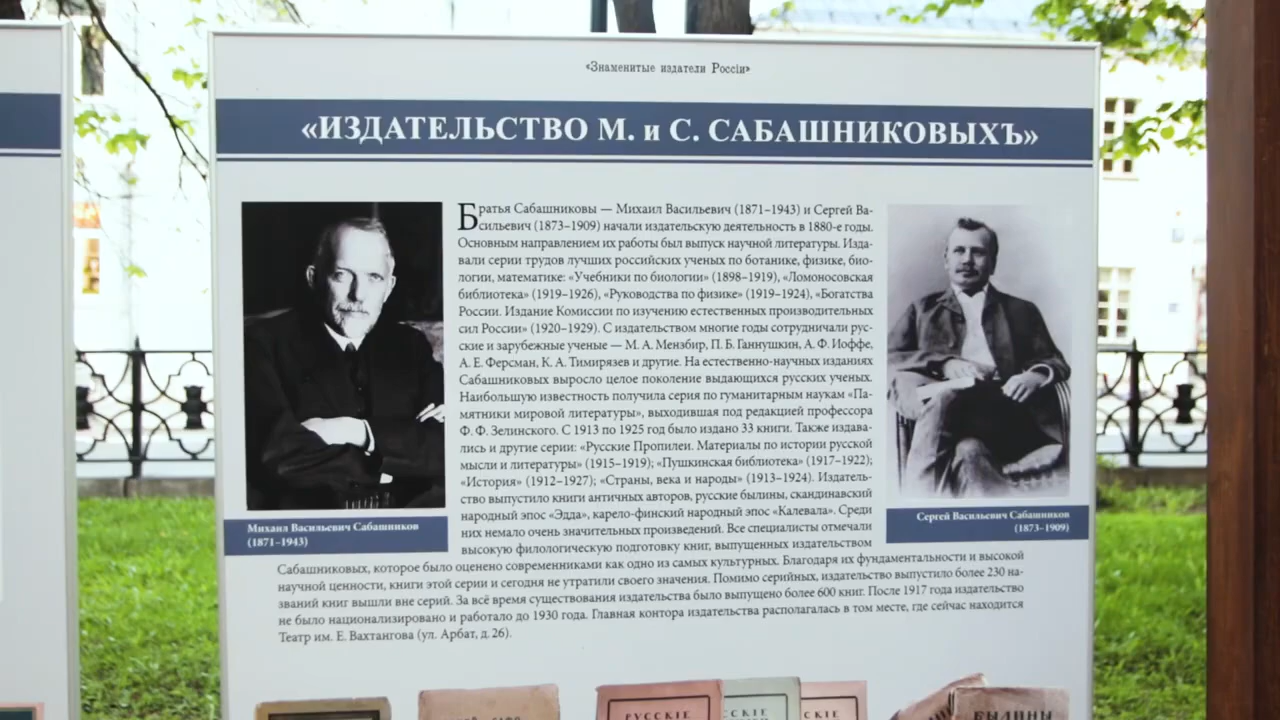 «Знаменитые издатели Россіи»
«ИЗДАТЕЛЬСТВО М. и С. САБАШНИКОВЫХЪ»
Братья Сабашниковы — Михаил Васильевич (1871–1943) и Сергей Ва-
сильевич (1873–1909) начали издательскую деятельность в 1880-е годы.
Основным направлением их работы был выпуск научной литературы. Изда-
вали серии трудов лучших российских ученых по ботанике, физике, био-
логии, математике: «Учебники по биологии» (1898–1919), «Ломоносовская
библиотека» (1919–1926), «Руководства по физике» (1919–1924), «Богатства
России. Издание Комиссии по изучению естественных производительных
сил России» (1920–1929). С издательством многие годы сотрудничали рус-
ские и зарубежные ученые — М. А. Мензбир, П. Б. Ганнушкин, А. Ф. Иоффе,
А. Е. Ферсман, К. А. Тимирязев и другие. На естественно-научных изданиях
Сабашниковых выросло целое поколение выдающихся русских ученых.
Наибольшую известность получила серия по гуманитарным наукам «Па-
мятники мировой литературы», выходившая под редакцией профессора
Ф. Ф. Зелинского. С 1913 по 1925 год было издано 33 книги. Также издава-
лись и другие серии: «Русские Пропилеи. Материалы по истории русской
мысли и литературы» (1915–1919); «Пушкинская библиотека» (1917–1922);
«История» (1912–1927); «Страны, века и народы» (1913–1924). Издатель-
ство выпустило книги античных авторов, русские былины, скандинавский
народный эпос «Эдда», карело-финский народный эпос «Калевала». Среди
них немало очень значительных произведений. Все специалисты отмечали
высокую филологическую подготовку книг, выпущенных издательством
Сабашниковых, которое было оценено современниками как одно из самых культурных. Благодаря их фундаментальности и высокой
научной ценности, книги этой серии и сегодня не утратили своего значения. Помимо серийных, издательство выпустило более 230 на-
званий книг вышли вне серий. За всё время существования издательства было выпущено более 600 книг. После 1917 года издательство
не было национализировано и работало до 1930 года. Главная контора издательства располагалась в том месте, где сейчас находится
Театр им. Е. Вахтангова (ул. Арбат, д. 26).
Михаил Васильевич Сабашников
(1871–1943)
Сергей Васильевич Сабашников
(1873–1909)
РУССКІЕ
СКІЕ
СКІЕ
БЫЛИНЫ